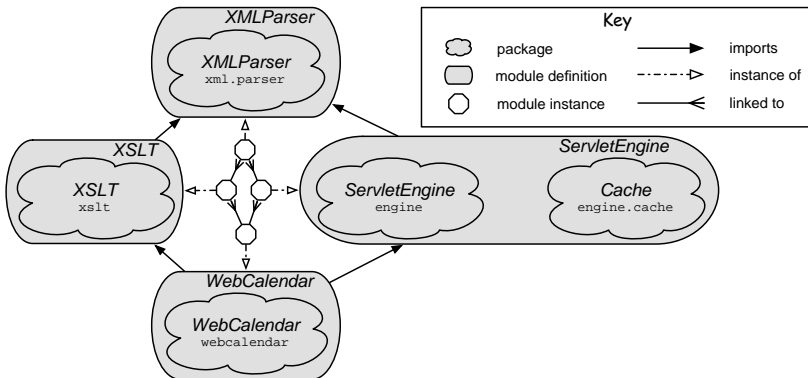 XMLParser
XMLParser
xml.parser
Key
package
imports
module definition
instance of
module instance
linked to
XSLT
XSLT
xslt
ServletEngine
ServletEngine
engine
Cache
engine.cache
WebCalendar
WebCalendar
webcalendar